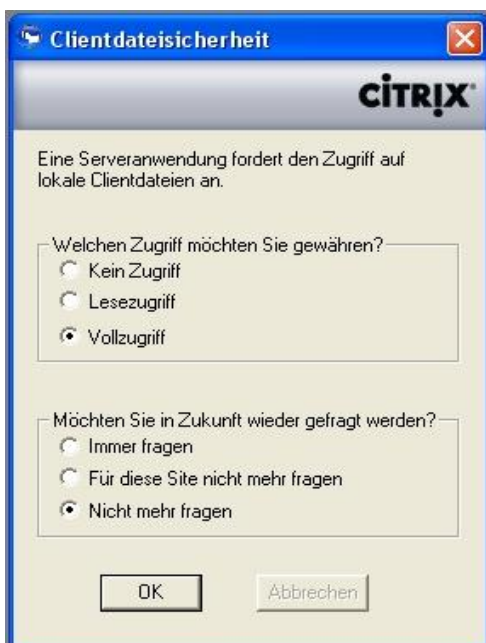 Clientdateisicherheit
CITRIX
Eine Serveranwendung fordert den Zugriff auf
lokale Clientdateien an.
Welchen Zugriff möchten Sie gewähren?
Kein Zugriff
Lesezugriff
Vollzugriff
Möchten Sie in Zukunft wieder gefragt werden?
Immer fragen
Für diese Site nicht mehr fragen
Nicht mehr fragen
OK
Abbrechen